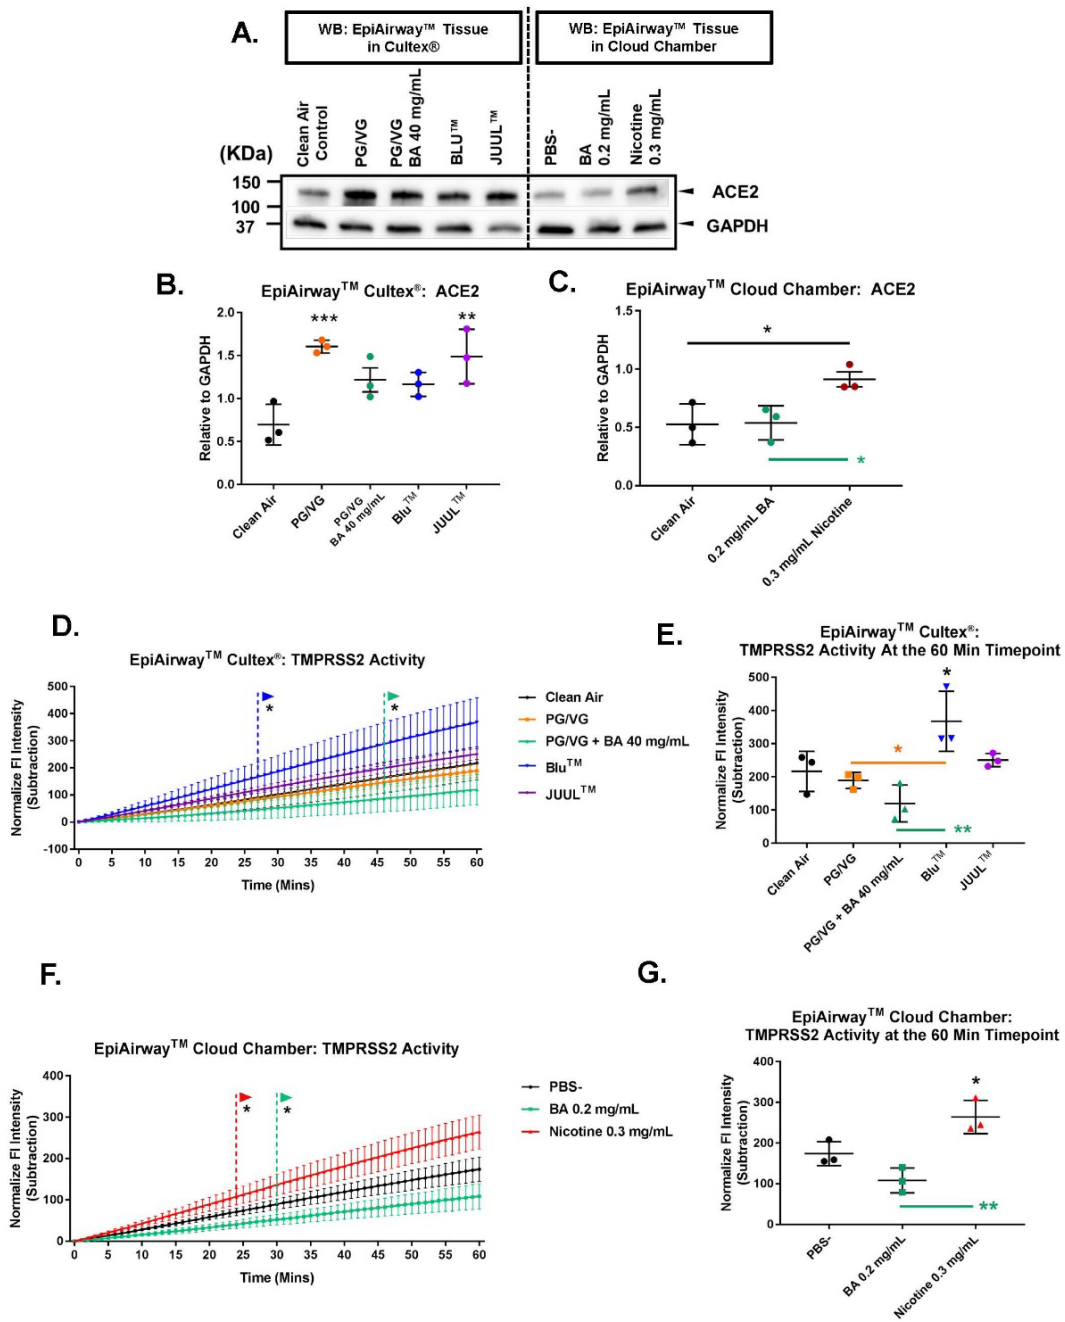 A.
WB: EpiAirway™ Tissue
in Cultex®
WB: EpiAirway™ Tissue
in Cloud Chamber
(KDa)
Clean Air
Control
PG/VG
PG/VG
BA 40 mg/mL
BLU™
JUUL™
PBS-
BA
0.2 mg/mL
Nicotine
0.3 mg/mL
150
100
37
ACE2
GAPDH
B.
EpiAirway™ Cultex®: ACE2
Relative to GAPDH
2.0
1.5
1.0
0.5
0.0
***
**
Clean Air
PG/VG
PG/VG
BA 40 mg/mL
Blu™
JUUL™
C.
EpiAirway™ Cloud Chamber: ACE2
Relative to GAPDH
1.5
1.0
0.5
0.0
*
*
Clean Air
0.2 mg/mL BA
0.3 mg/mL Nicotine
D.
EpiAirway™ Cultex®: TMPRSS2 Activity
Normalize FI Intensity
(Subtraction)
500
400
300
200
100
0
-100
*
*
0 5 10 15 20 25 30 35 40 45 50 55 60
Time (Mins)
Clean Air
PG/VG
PG/VG + BA 40 mg/mL
Blu™
JUUL™
E.
EpiAirway™ Cultex®:
TMPRSS2 Activity At the 60 Min Timepoint
Normalize FI Intensity
(Subtraction)
500
400
300
200
100
0
*
*
**
Clean Air
PG/VG
PG/VG + BA 40 mg/mL
Blu™
JUUL™
F.
EpiAirway™ Cloud Chamber: TMPRSS2 Activity
Normalize FI Intensity
(Subtraction)
400
300
200
100
0
*
*
0 5 10 15 20 25 30 35 40 45 50 55 60
Time (Mins)
PBS-
BA 0.2 mg/mL
Nicotine 0.3 mg/mL
G.
EpiAirway™ Cloud Chamber:
TMPRSS2 Activity at the 60 Min Timepoint
Normalize FI Intensity
(Subtraction)
400
300
200
100
0
*
**
PBS-
BA 0.2 mg/mL
Nicotine 0.3 mg/mL